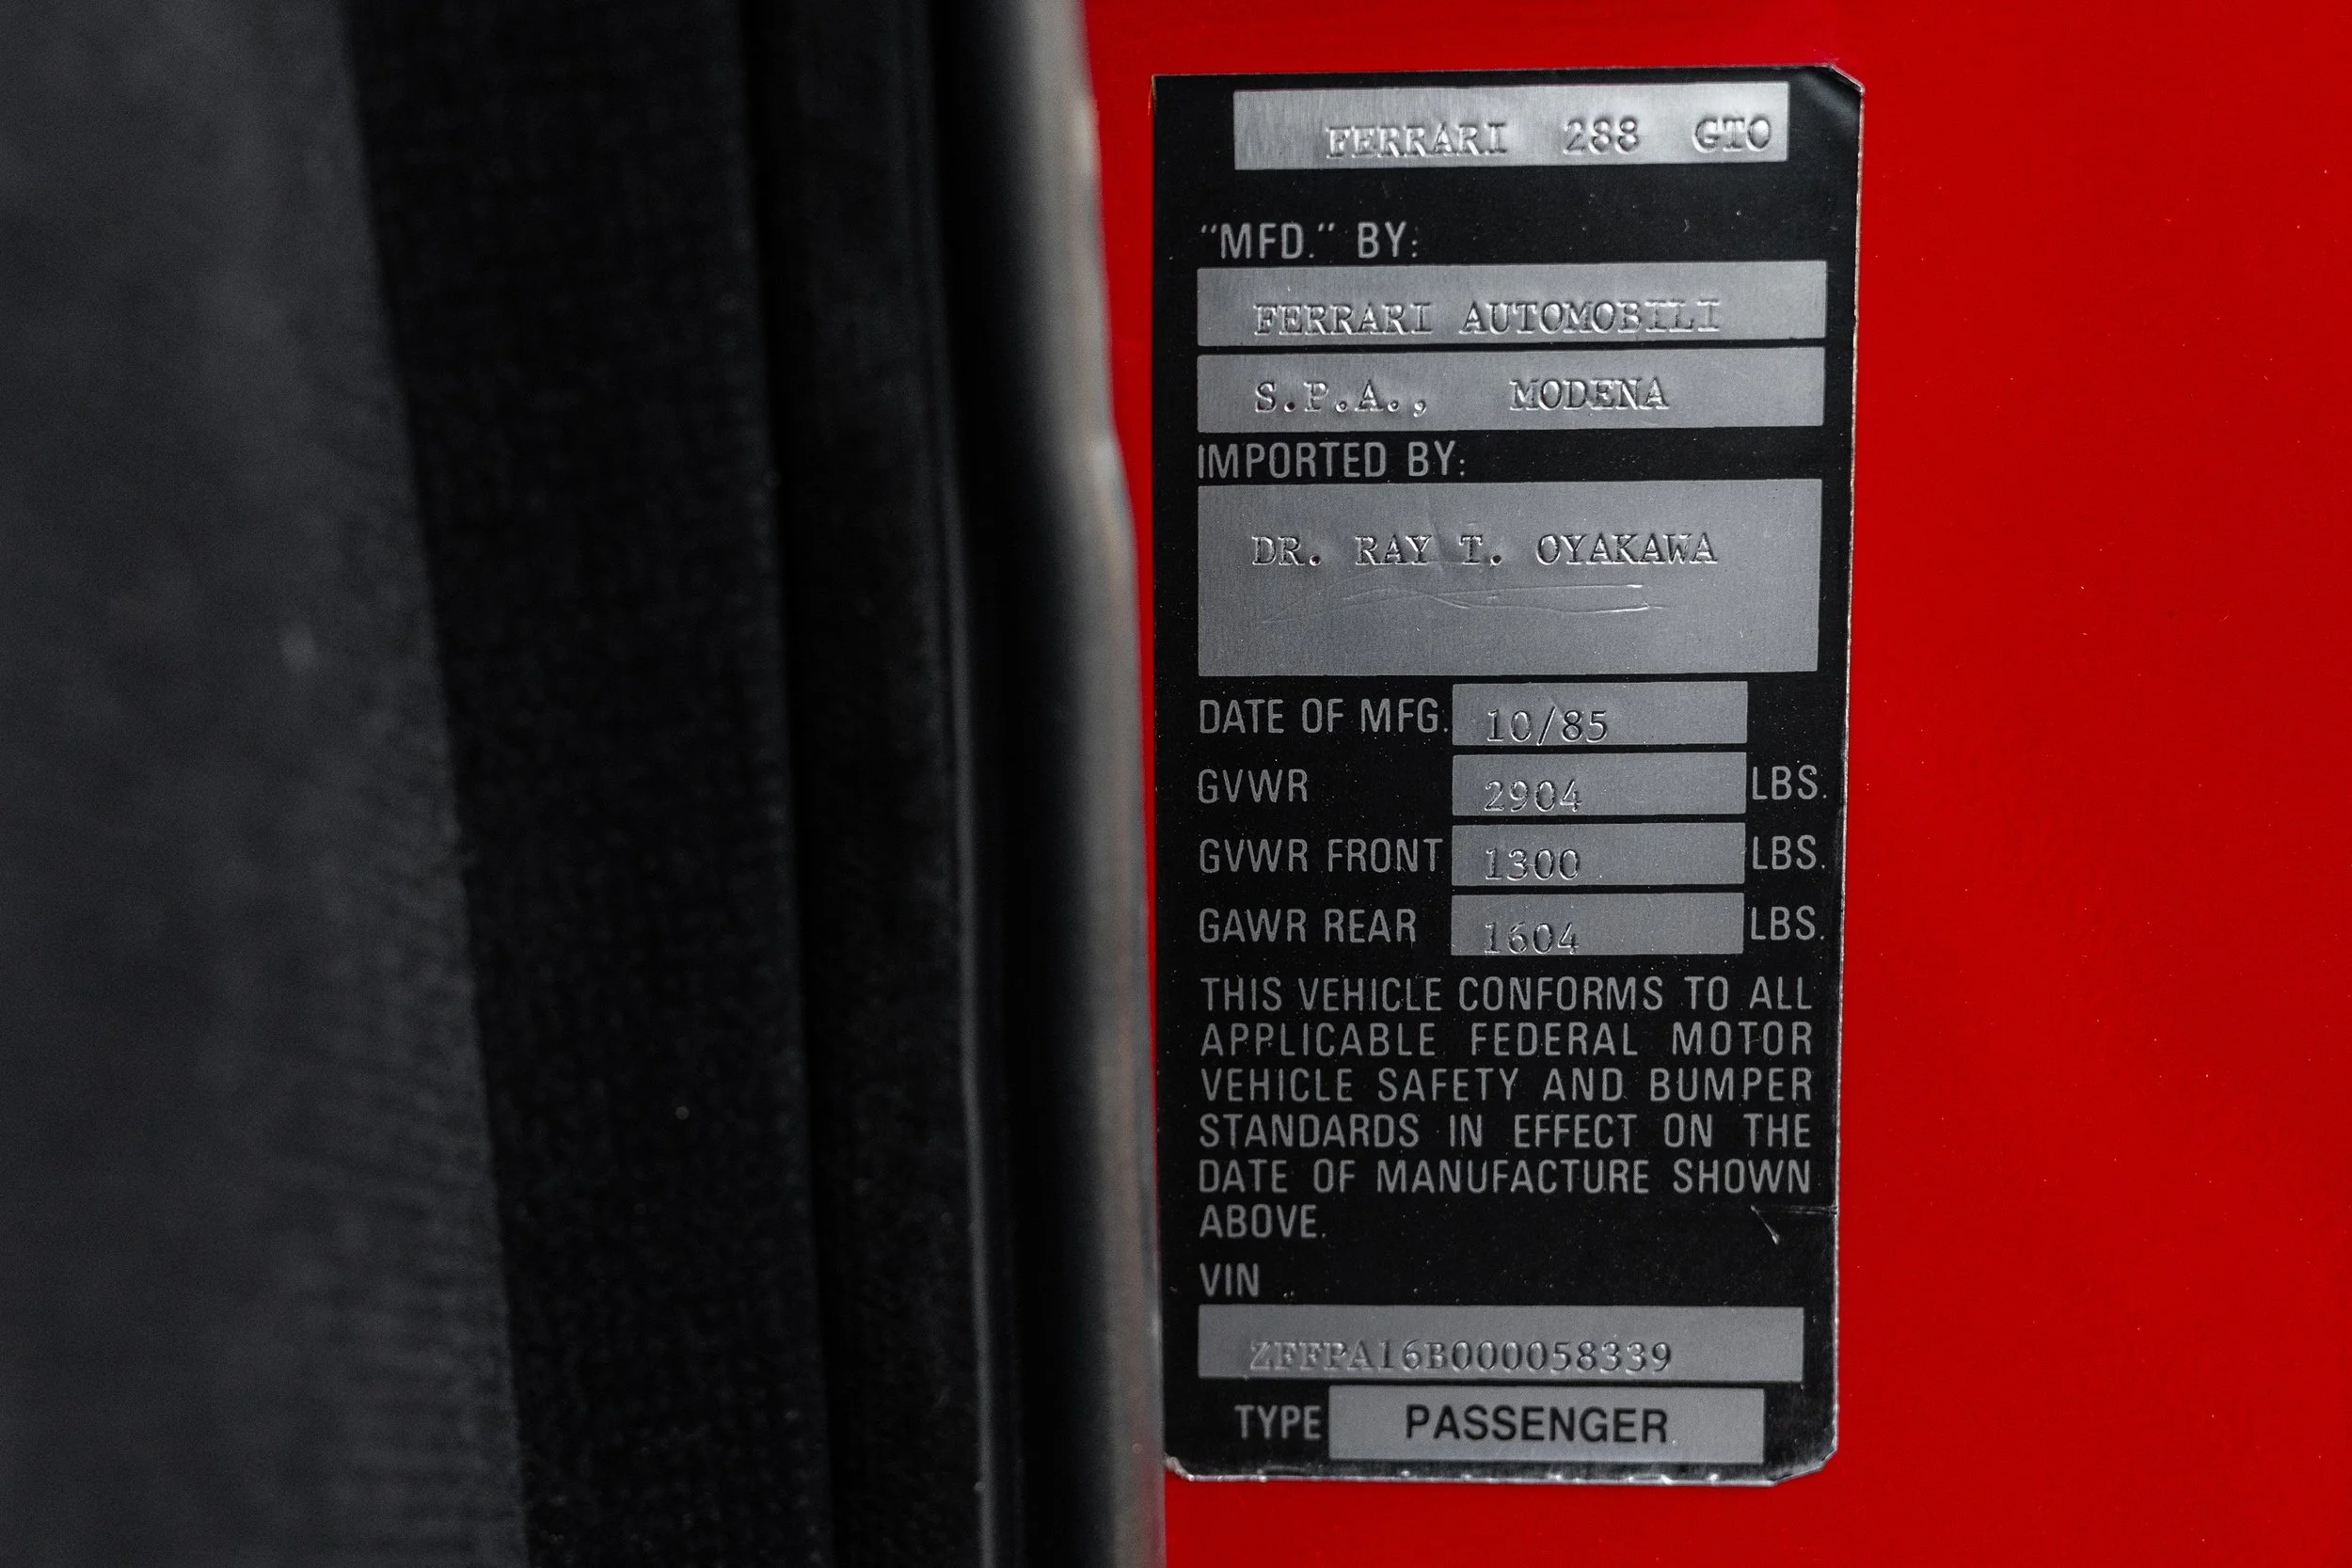 FERRARI 288 GTO
"MFD." BY:
FERRARI AUTOMOBILI
S.P.A., MODENA
IMPORTED BY:
DR. RAY T. OYAKAWA
DATE OF MFG. 10/85
GVWR 2904 LBS.
GVWR FRONT 1300 LBS.
GAWR REAR 1604 LBS.
THIS VEHICLE CONFORMS TO ALL
APPLICABLE FEDERAL MOTOR
VEHICLE SAFETY AND BUMPER
STANDARDS IN EFFECT ON THE
DATE OF MANUFACTURE SHOWN
ABOVE.
VIN
ZFFPA16B000058339
TYPE PASSENGER